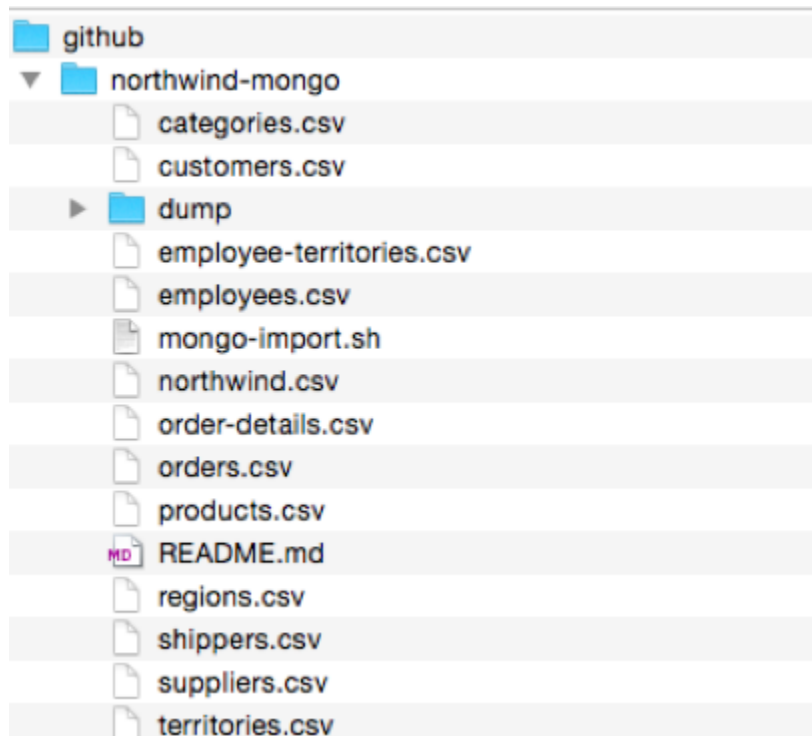 github
northwind-mongo
categories.csv
customers.csv
dump
employee-territories.csv
employees.csv
mongo-import.sh
northwind.csv
order-details.csv
orders.csv
products.csv
MD README.md
regions.csv
shippers.csv
suppliers.csv
territories.csv